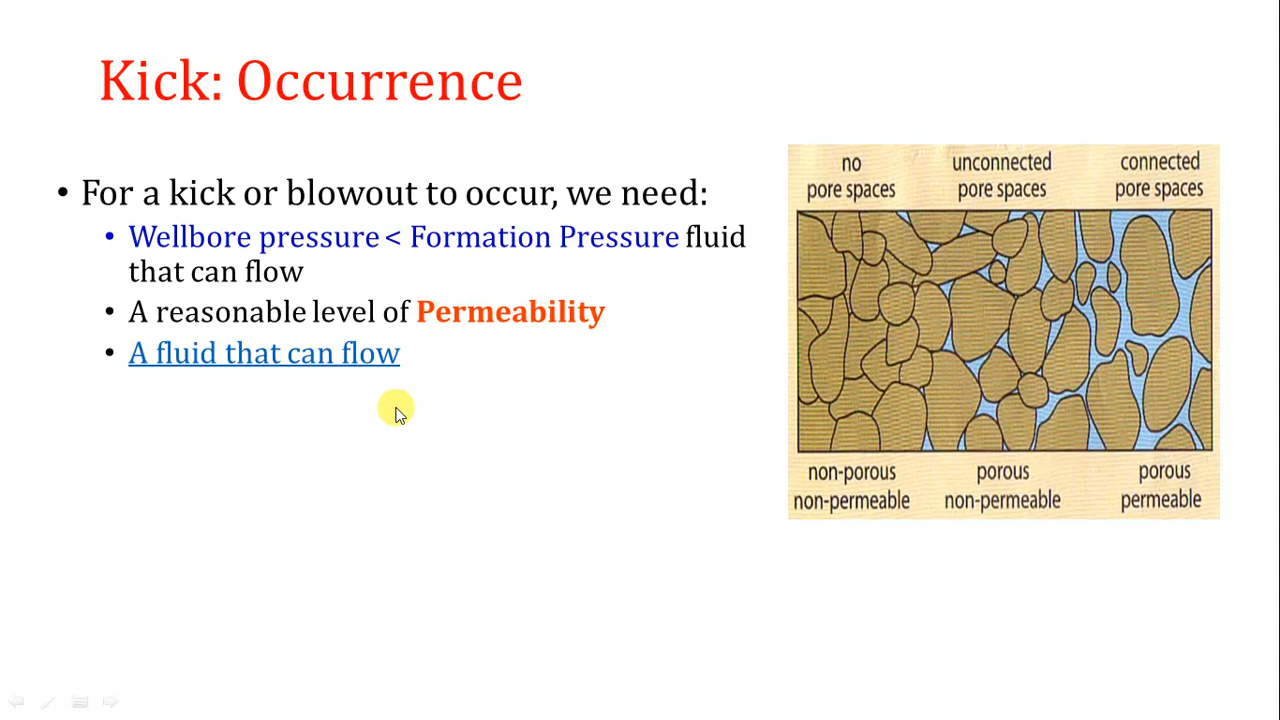 Kick: Occurrence
• For a kick or blowout to occur, we need:
• Wellbore pressure < Formation Pressure fluid
that can flow
• A reasonable level of Permeability
• A fluid that can flow
no
pore spaces
unconnected
pore spaces
connected
pore spaces
non-porous
non-permeable
porous
non-permeable
porous
permeable